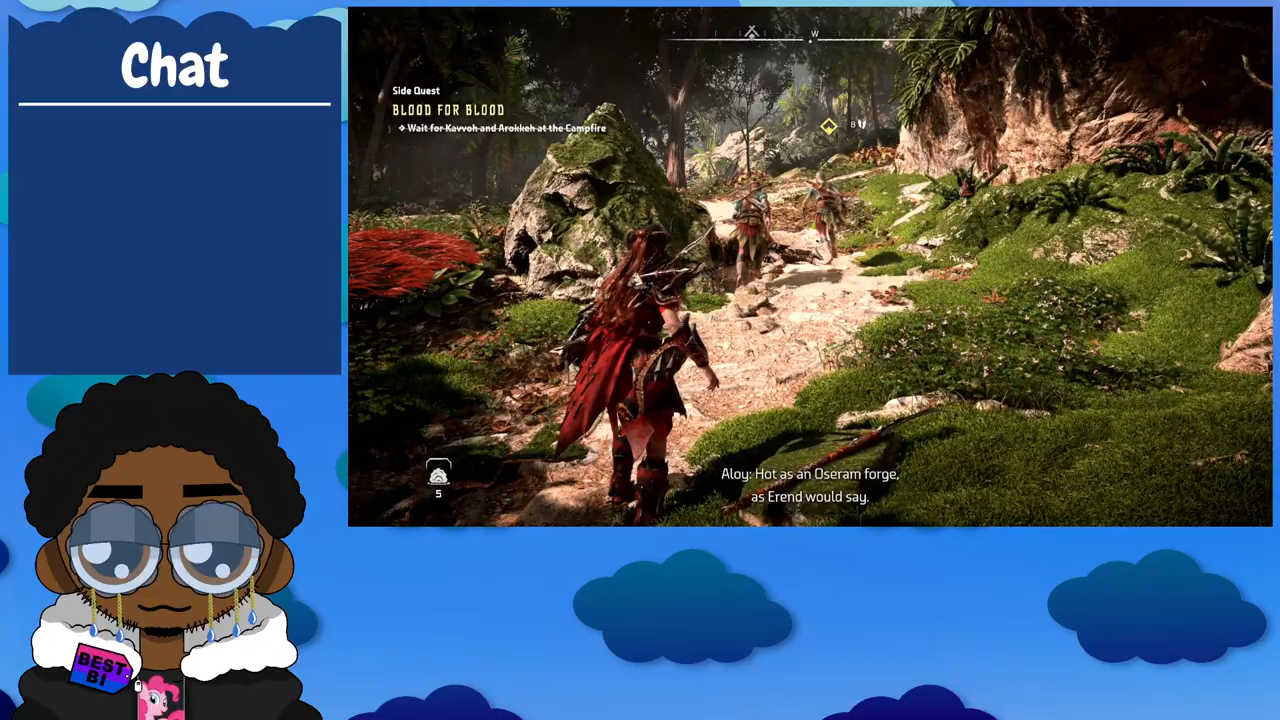 Chat
W
Side Quest
BLOOD FOR BLOOD
Wait for Kavvoh and Arokkeh at the Campfire
8
5
Aloy: Hot as an Oseram forge,
as Erend would say.
BEST
BI